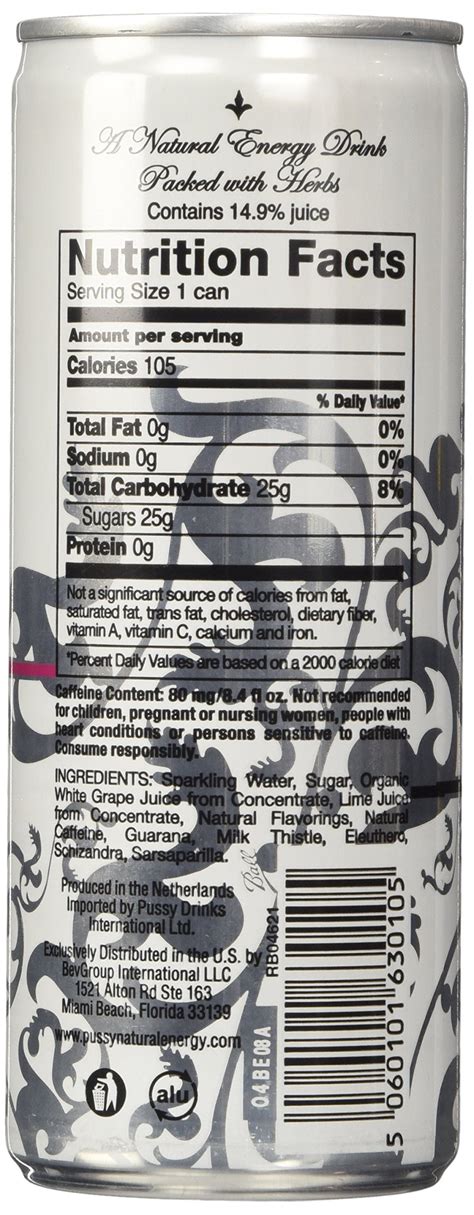 A Natural Energy Drink
Packed with Herbs
Contains 14.9% juice
Nutrition Facts
Serving Size 1 can
Amount per serving
Calories 105
% Daily Value*
Total Fat 0g 0%
Sodium 0g 0%
Total Carbohydrate 25g 8%
Sugars 25g
Protein 0g
Not a significant source of calories from fat,
saturated fat, trans fat, cholesterol, dietary fiber,
vitamin A, vitamin C, calcium and iron.
*Percent Daily Values are based on a 2000 calorie diet
Caffeine Content: 80 mg/8.4 fl oz. Not recommended
for children, pregnant or nursing women, people with
heart conditions or persons sensitive to caffeine.
Consume responsibly.
INGREDIENTS: Sparkling Water, Sugar, Organic
White Grape Juice from Concentrate, Lime Juice
from Concentrate, Natural Flavorings, Natural
Caffeine, Guarana, Milk Thistle, Eleuthero,
Schizandra, Sarsaparilla.
Produced in the Netherlands
Imported by Pussy Drinks
International Ltd.
Exclusively Distributed in the U.S. by
BevGroup International LLC
1521 Alton Rd Ste 163
Miami Beach, Florida 33139
www.pussynaturalenergy.com
alu
Ball
RB04621
04BE08A
5 060101 630105